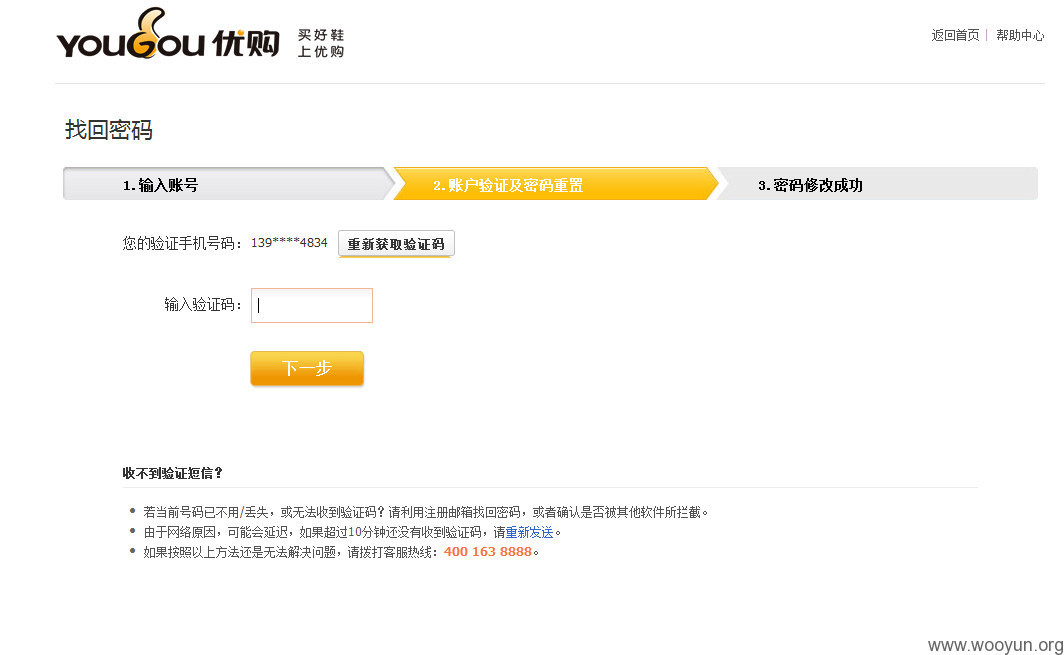 YOUGOU优购 买好鞋
上优购
返回首页 | 帮助中心
找回密码
1.输入账号
2.账户验证及密码重置
3.密码修改成功
您的验证手机号码：139****4834 重新获取验证码
输入验证码：
下一步
收不到验证短信？
若当前号码已不用/丢失，或无法收到验证码？请利用注册邮箱找回密码，或者确认是否被其他软件所拦截。
由于网络原因，可能会延迟，如果超过10分钟还没有收到验证码，请重新发送。
如果按照以上方法还是无法解决问题，请拨打客服热线：400 163 8888。
www.wooyun.org